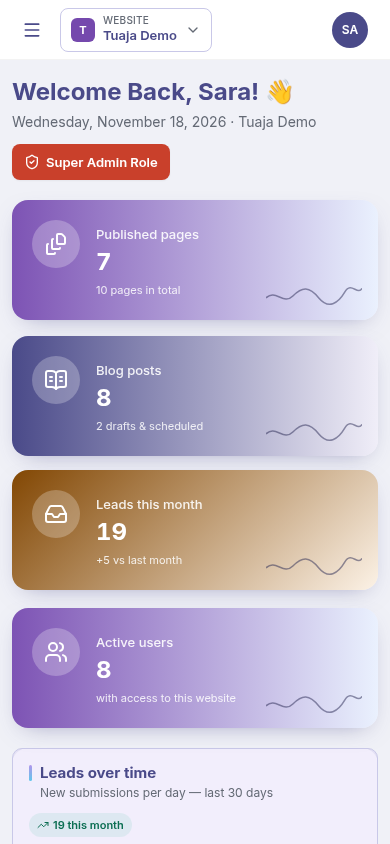 T
WEBSITE
Tuaja Demo
SA
Welcome Back, Sara! 👋
Wednesday, November 18, 2026 · Tuaja Demo
Super Admin Role
Published pages
7
10 pages in total
Blog posts
8
2 drafts & scheduled
Leads this month
19
+5 vs last month
Active users
8
with access to this website
Leads over time
New submissions per day — last 30 days
19 this month